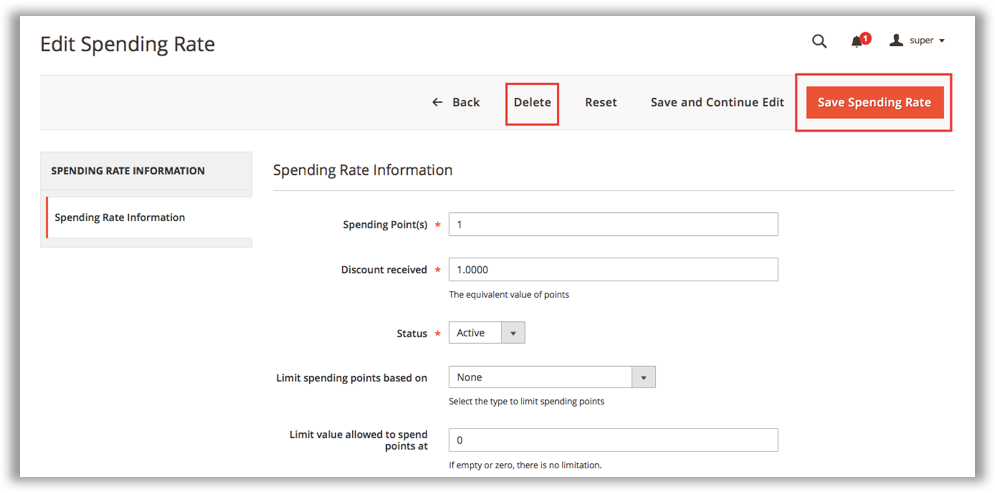 Edit Spending Rate
1
super
Back
Delete
Reset
Save and Continue Edit
Save Spending Rate
SPENDING RATE INFORMATION
Spending Rate Information
Spending Rate Information
Spending Point(s) *
1
Discount received *
1.0000
The equivalent value of points
Status *
Active
Limit spending points based on
None
Select the type to limit spending points
Limit value allowed to spend
points at
0
If empty or zero, there is no limitation.